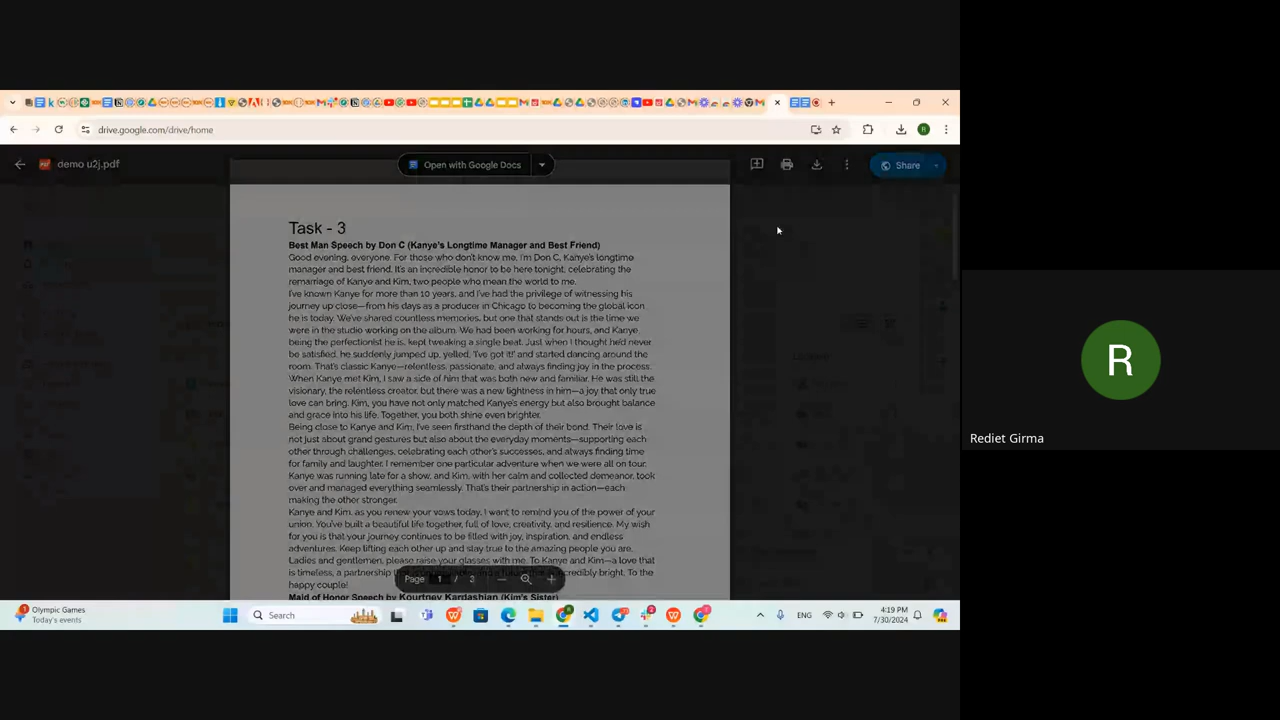 drive.google.com/drive/home
demo u2j.pdf
Open with Google Docs
Share
Task - 3
Best Man Speech by Don C (Kanye's Longtime Manager and Best Friend)
Good evening, everyone. For those who don't know me, I'm Don C, Kanye's longtime
manager and best friend. It's an incredible honor to be here tonight, celebrating the
remarriage of Kanye and Kim, two people who mean the world to me.
I've known Kanye for more than 10 years, and I've had the privilege of witnessing his
journey up close—from his days as a producer in Chicago to becoming the global icon
he is today. We've shared countless memories, but one that stands out is the time we
were in the studio working on the album. We had been working for hours, and Kanye,
being the perfectionist he is, kept tweaking a single beat. Just when I thought he'd never
be satisfied, he suddenly jumped up, yelled, 'I've got it!' and started dancing around the
room. That's classic Kanye—relentless, passionate, and always finding joy in the process.
When Kanye met Kim, I saw a side of him that was both new and familiar. He was still the
visionary, the relentless creator, but there was a new lightness in him—a joy that only true
love can bring. Kim, you have not only matched Kanye's energy but also brought balance
and grace into his life. Together, you both shine even brighter.
Being close to Kanye and Kim, I've seen firsthand the depth of their bond. Their love is
not just about grand gestures but also about the everyday moments—supporting each
other through challenges, celebrating each other's successes, and always finding time
for family and laughter. I remember one particular adventure when we were all on tour.
Kanye was running late for a show, and Kim, with her calm and collected demeanor, took
over and managed everything seamlessly. That's their partnership in action—each
making the other stronger.
Kanye and Kim, as you renew your vows today, I want to remind you of the power of your
union. You've built a beautiful life together, full of love, creativity, and resilience. My wish
for you is that your journey continues to be filled with joy, inspiration, and endless
adventures. Keep lifting each other up and stay true to the amazing people you are.
Ladies and gentlemen, please raise your glasses with me. To Kanye and Kim—a love that
is timeless, a partnership incredibly bright. To the
happy couple!
Maid of Honor Speech by Kourtney Kardashian (Kim's Sister)
Page 1 / 3
Olympic Games
Today's events
Search
ENG
4:19 PM
7/30/2024
R
Rediet Girma